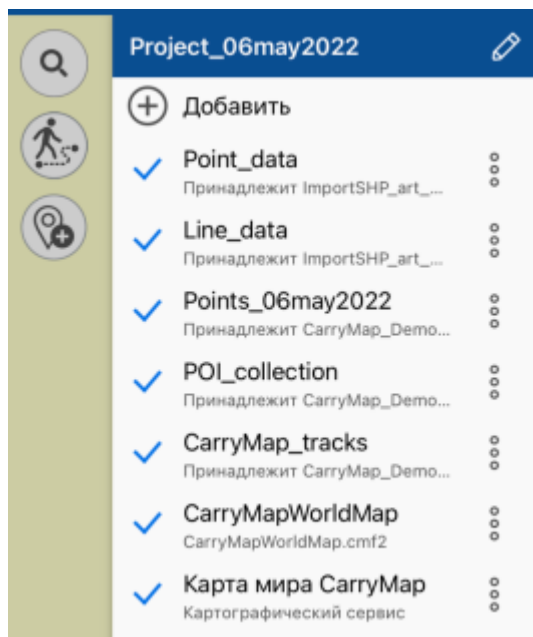 Project_06may2022
Добавить
Point_data
Принадлежит ImportSHP_art_...
Line_data
Принадлежит ImportSHP_art_...
Points_06may2022
Принадлежит CarryMap_Demo...
POI_collection
Принадлежит CarryMap_Demo...
CarryMap_tracks
Принадлежит CarryMap_Demo...
CarryMapWorldMap
CarryMapWorldMap.cmf2
Карта мира CarryMap
Картографический сервис